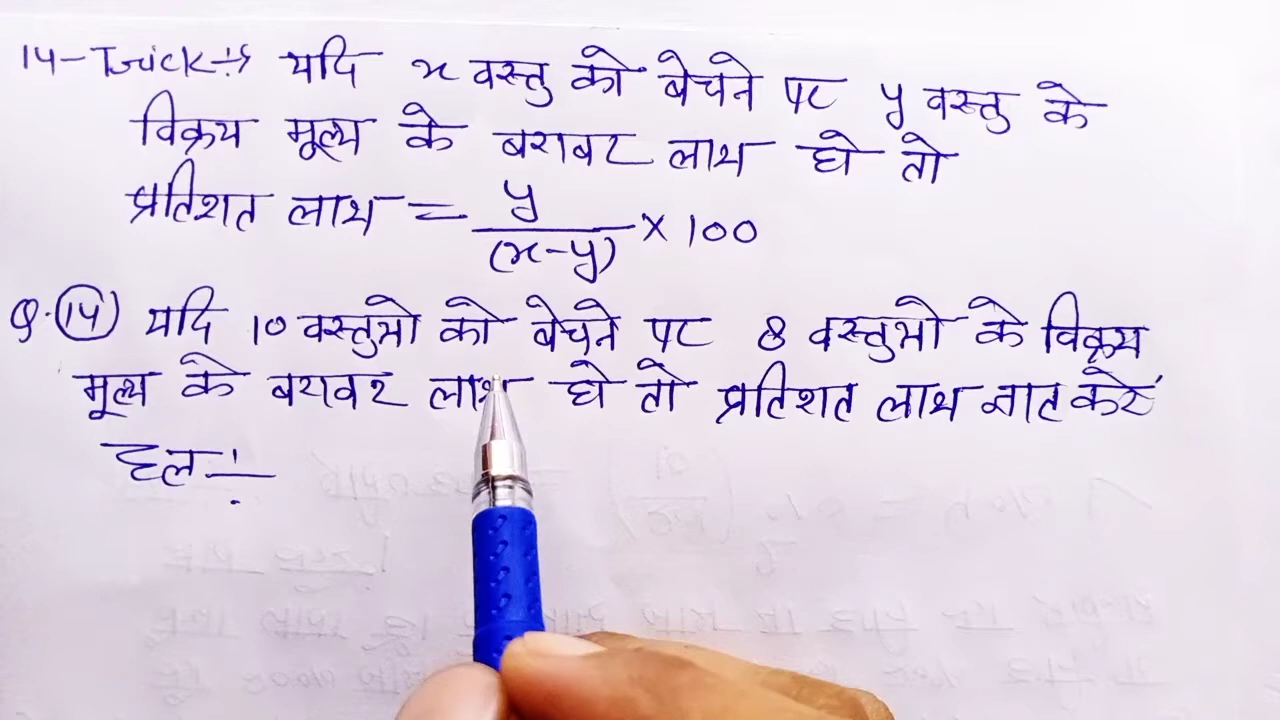 14-Trick:- यदि x वस्तु को बेचने पर y वस्तु के
विक्रय मूल्य के बराबर लाभ हो तो
प्रतिशत लाभ = y/(x-y) × 100
Q.14) यदि 10 वस्तुओ को बेचने पर 8 वस्तुओ के विक्रय
मूल्य के बराबर लाभ हो तो प्रतिशत लाभ ज्ञात करें
हल:-